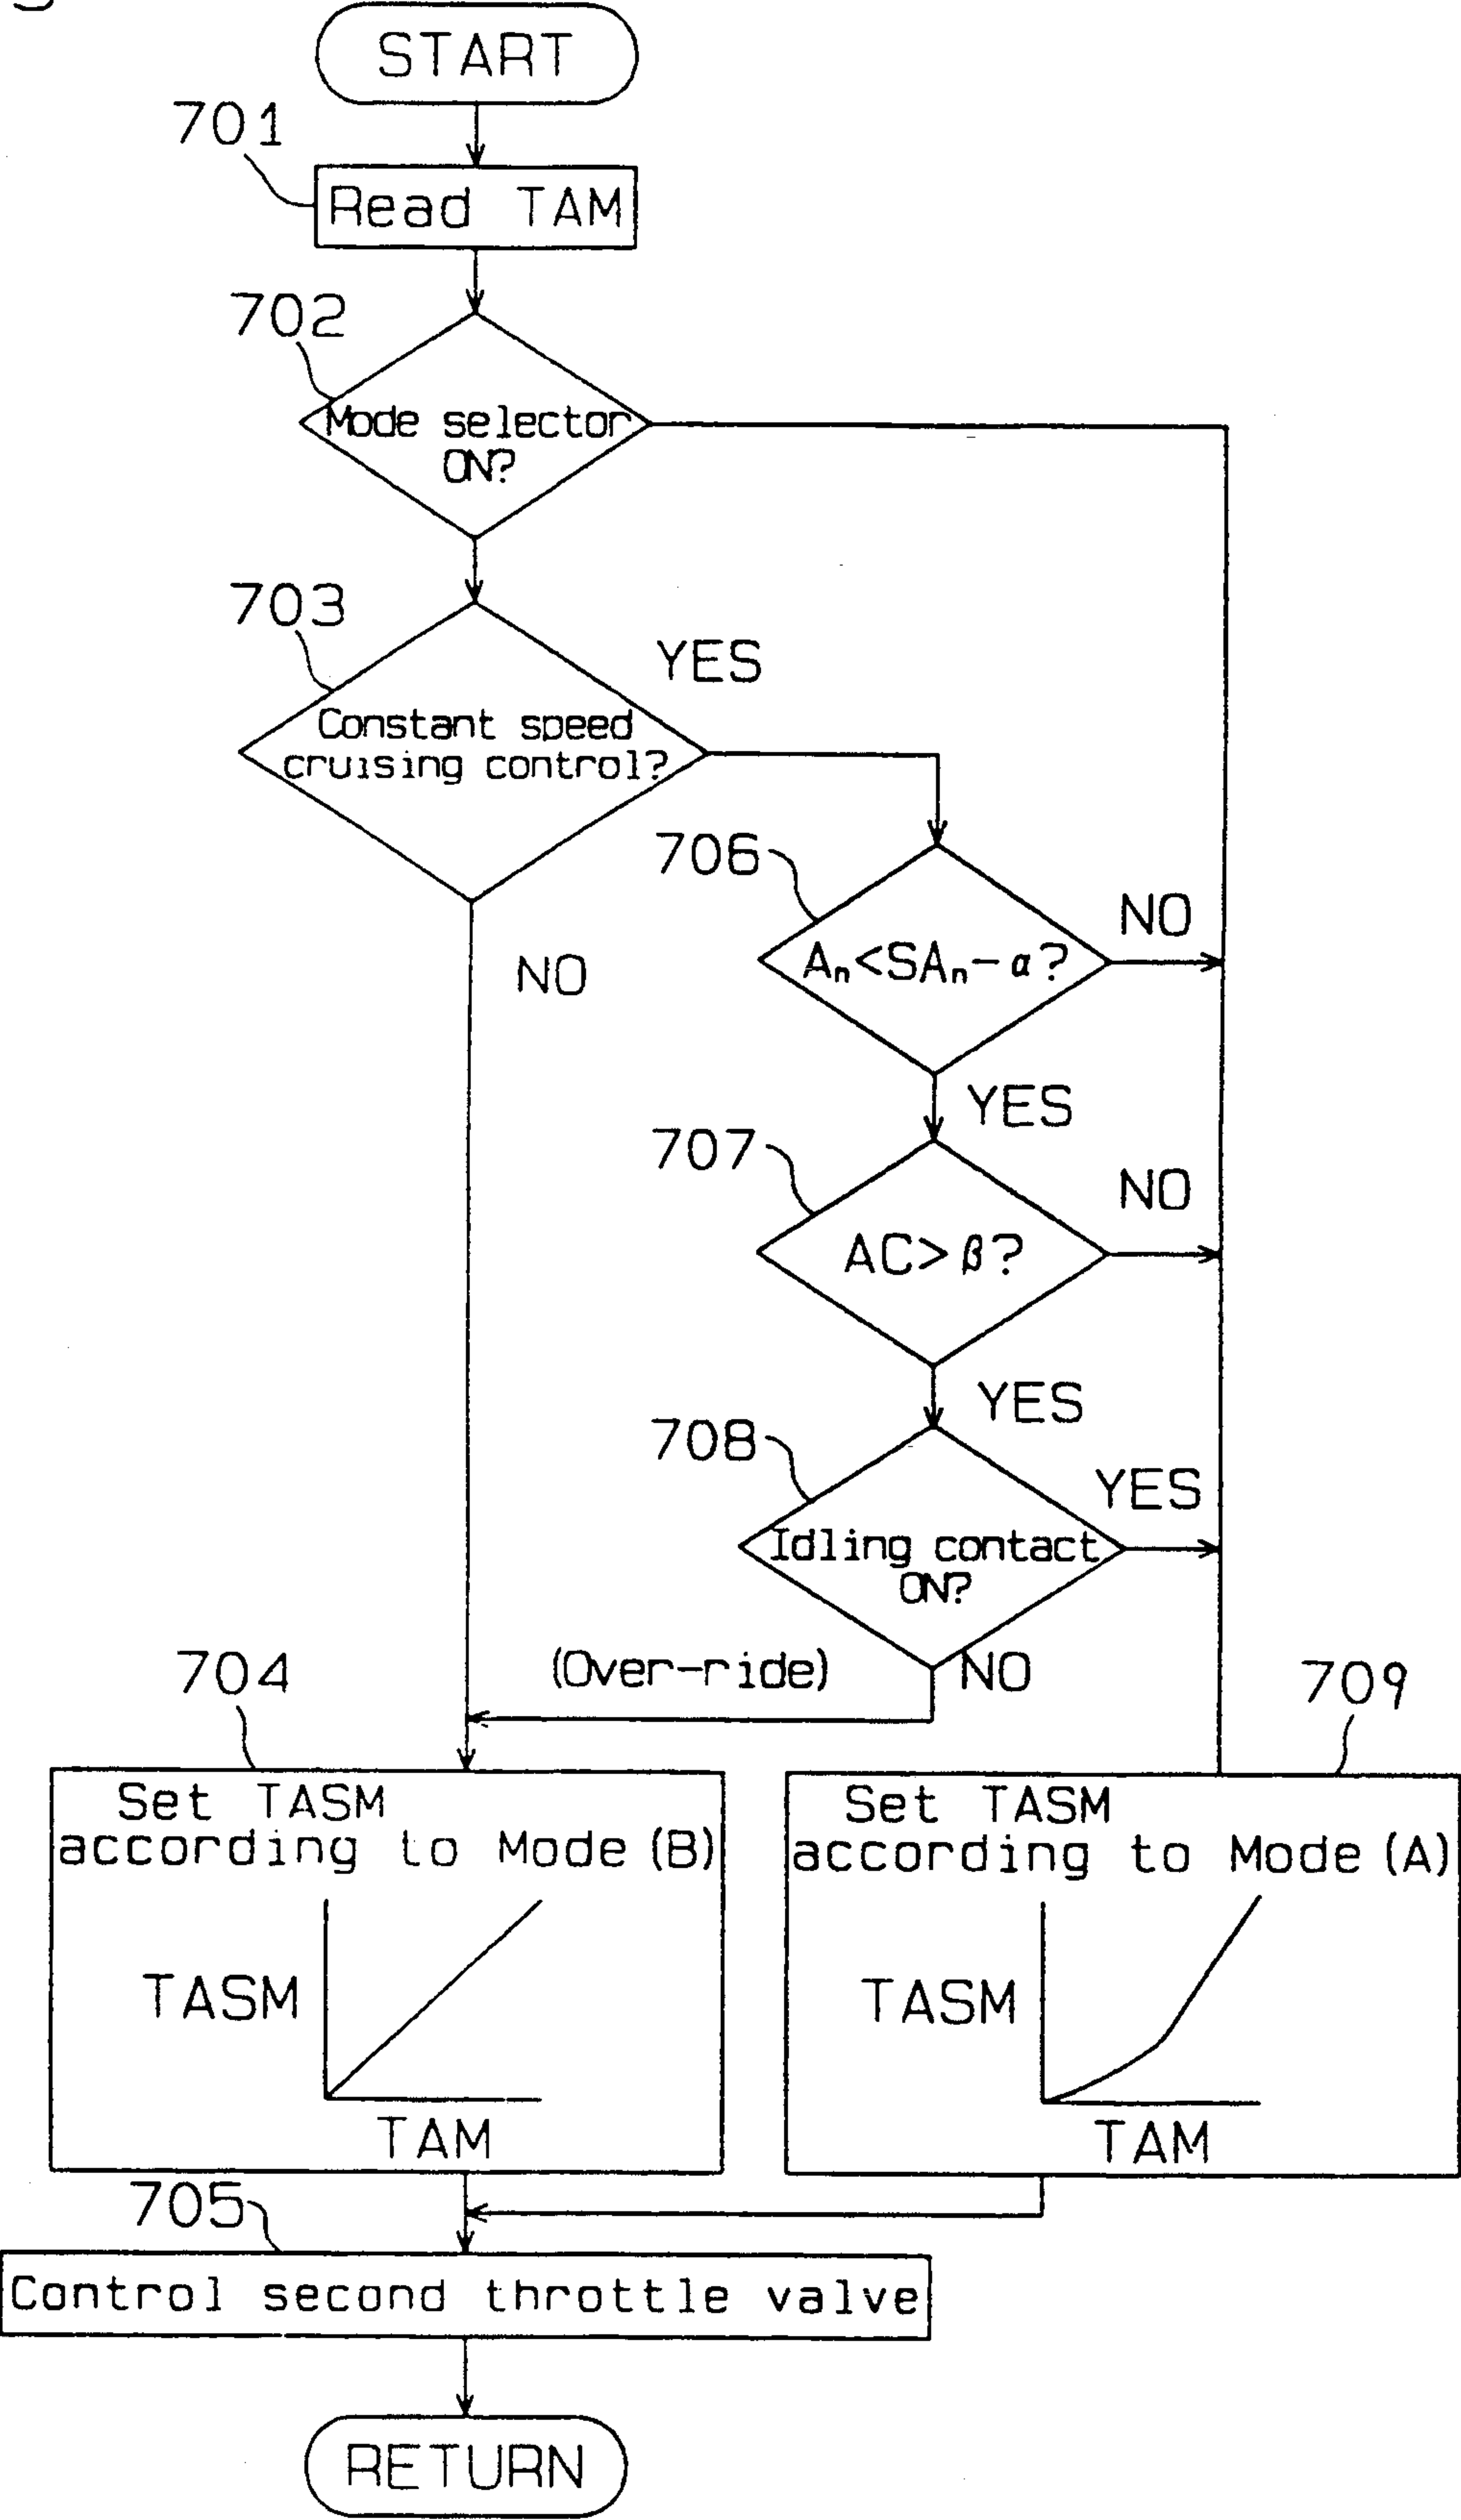 START
701
Read TAM
702
Mode selector
ON?
703
YES
Constant speed
cruising control?
706
NO
Aₙ<SAₙ-α?
NO
YES
707
NO
AC>β?
YES
708
YES
Idling contact
ON?
(Over-ride)
NO
704
709
Set TASM
according to Mode (B)
TASM
TAM
Set TASM
according to Mode (A)
TASM
TAM
705
Control second throttle valve
RETURN